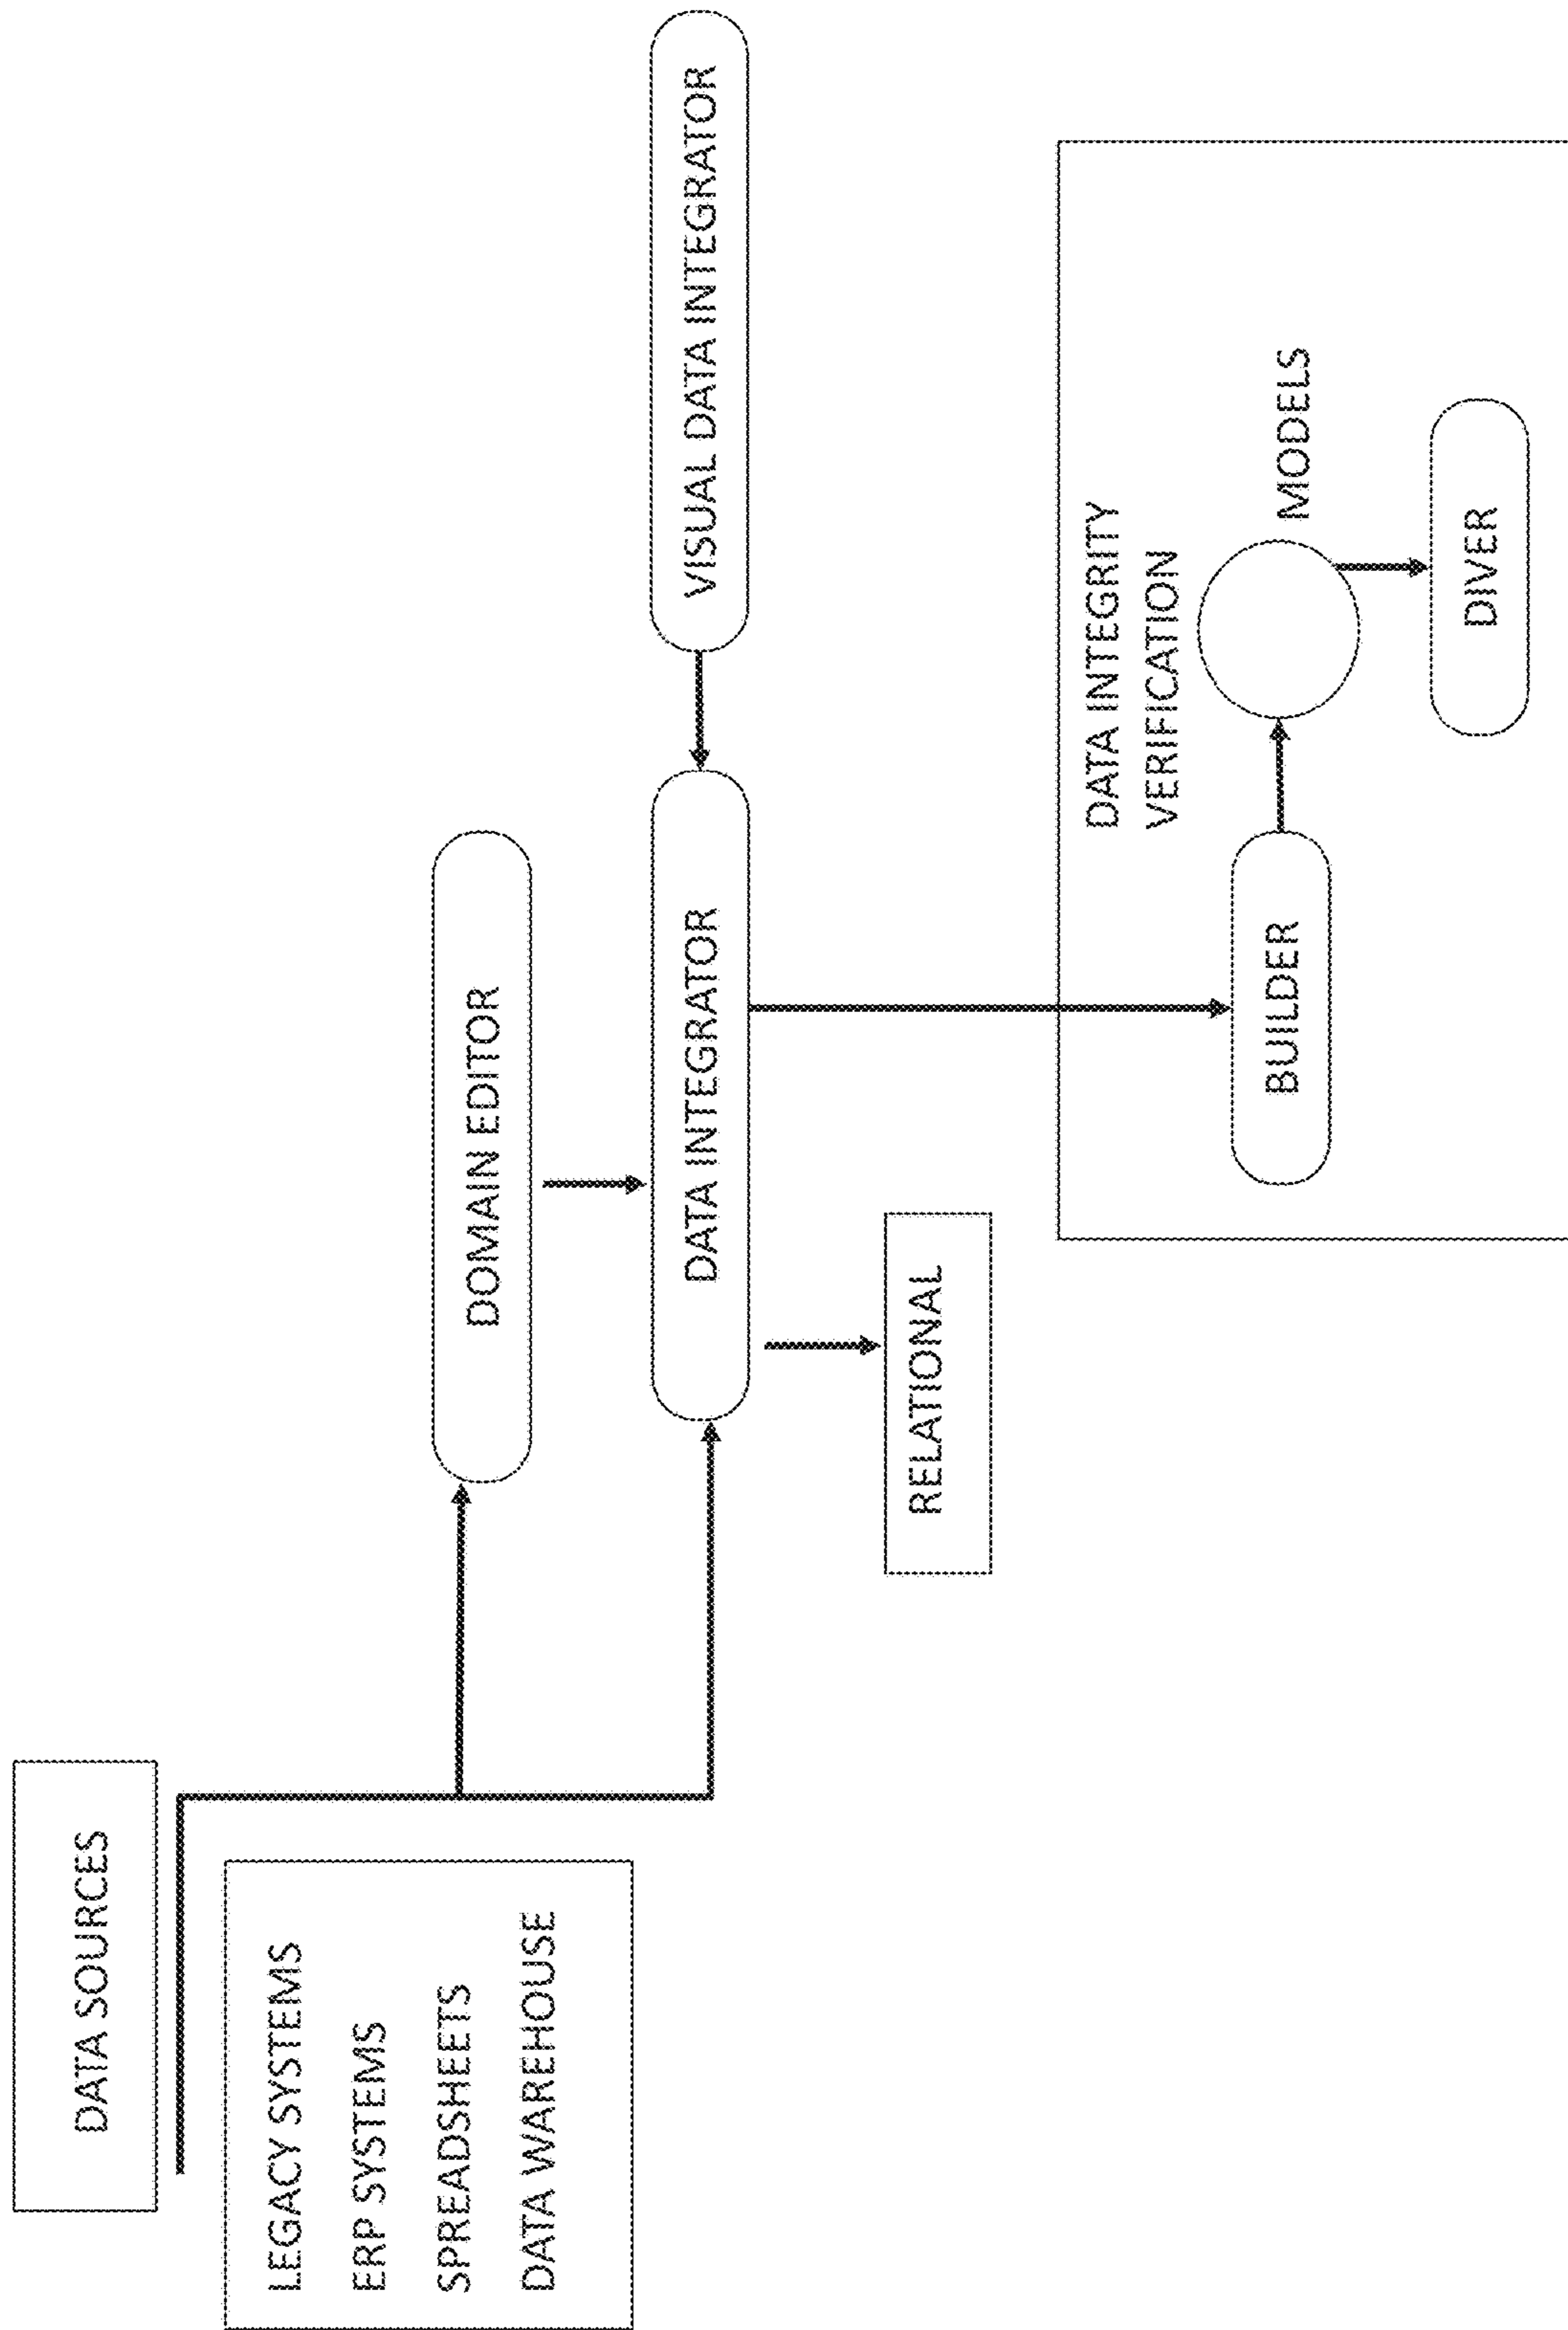 DATA SOURCES
LEGACY SYSTEMS
ERP SYSTEMS
SPREADSHEETS
DATA WAREHOUSE
DOMAIN EDITOR
DATA INTEGRATOR
VISUAL DATA INTEGRATOR
RELATIONAL
DATA INTEGRITY
VERIFICATION
BUILDER
MODELS
DIVER